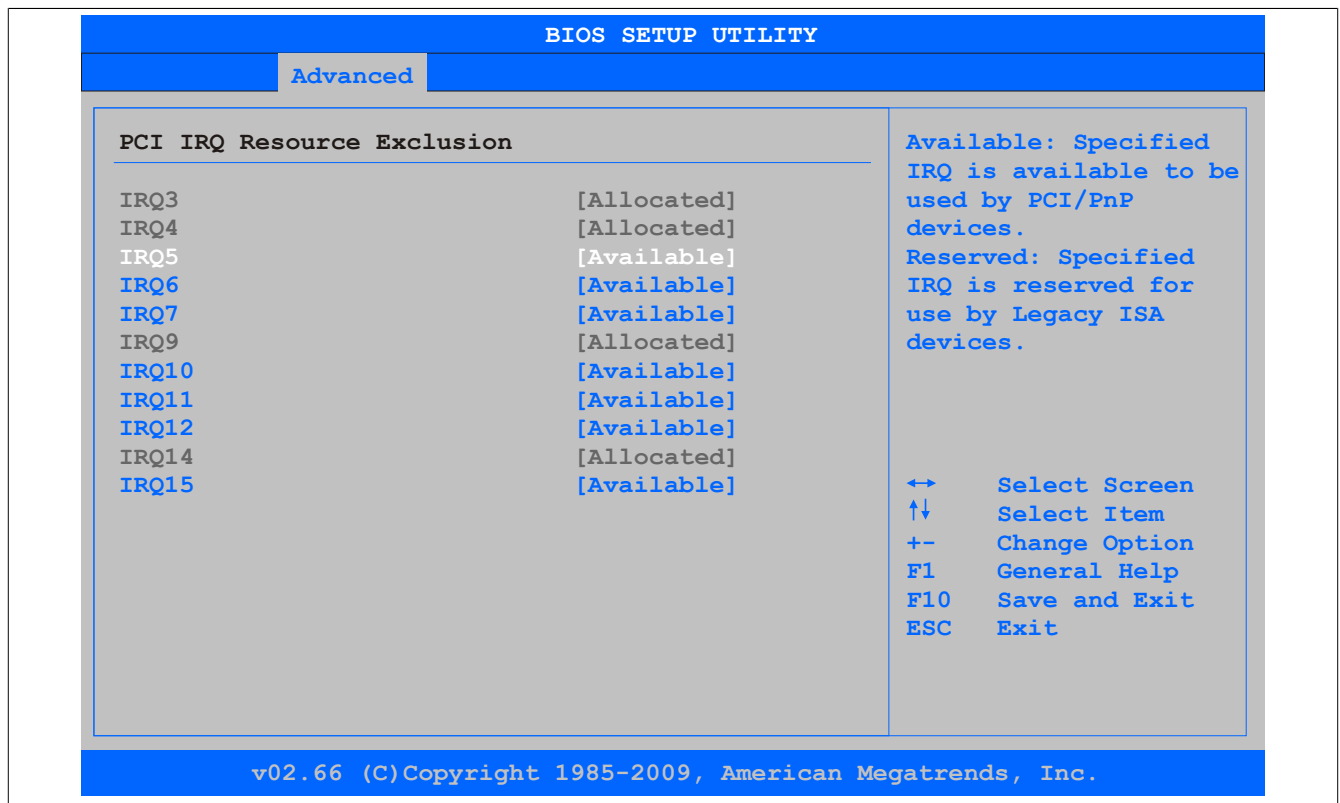 BIOS SETUP UTILITY
Advanced
PCI IRQ Resource Exclusion
IRQ3 [Allocated]
IRQ4 [Allocated]
IRQ5 [Available]
IRQ6 [Available]
IRQ7 [Available]
IRQ9 [Allocated]
IRQ10 [Available]
IRQ11 [Available]
IRQ12 [Available]
IRQ14 [Allocated]
IRQ15 [Available]
Available: Specified
IRQ is available to be
used by PCI/PnP
devices.
Reserved: Specified
IRQ is reserved for
use by Legacy ISA
devices.
↔ Select Screen
↑↓ Select Item
+- Change Option
F1 General Help
F10 Save and Exit
ESC Exit
v02.66 (C)Copyright 1985-2009, American Megatrends, Inc.